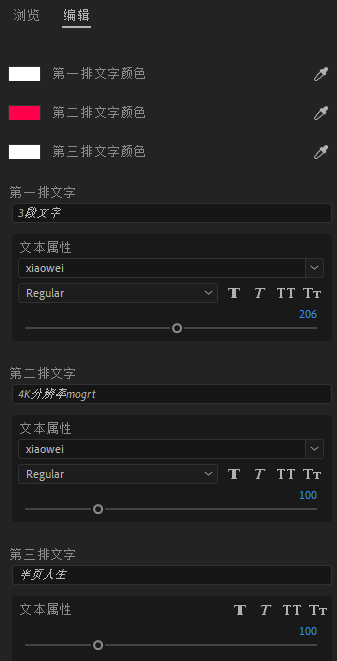 浏览 编辑
第一排文字颜色
第二排文字颜色
第三排文字颜色
第一排文字
3段文字
文本属性
xiaowei
Regular T T TT Tт
206
第二排文字
4K分辨率mogrt
文本属性
xiaowei
Regular T T TT Tт
100
第三排文字
半页人生
文本属性 T T TT Tт
100